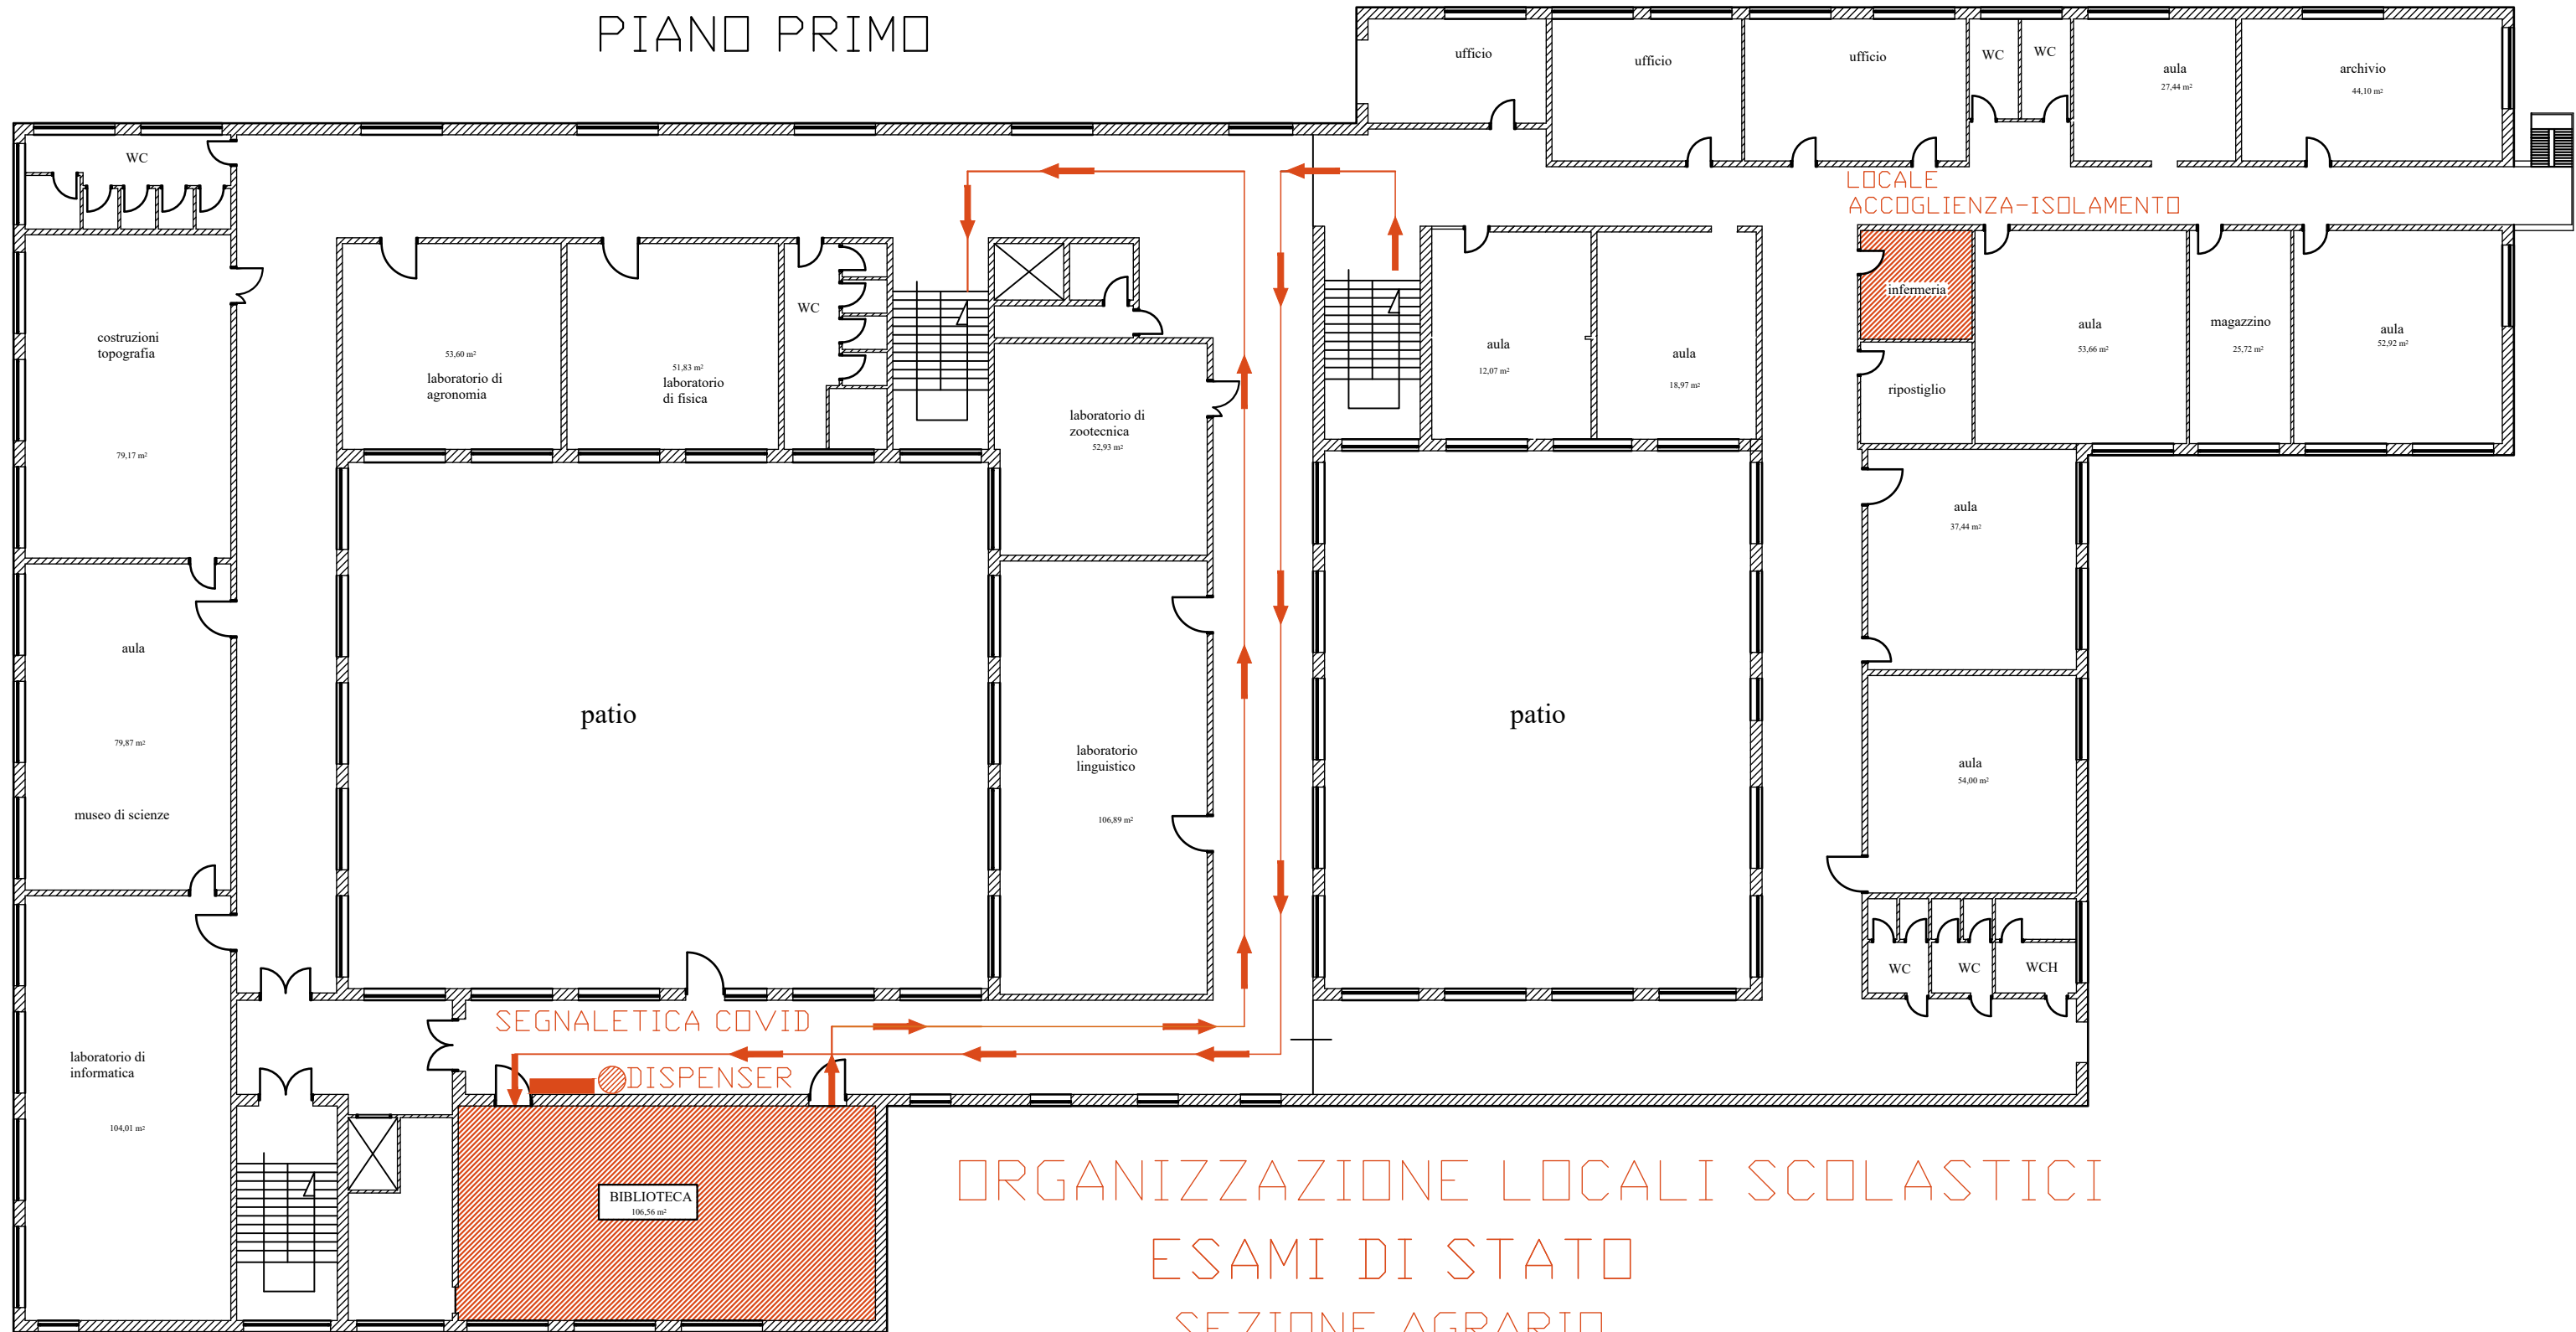 PIANO PRIMO
ufficio
ufficio
ufficio
WC
WC
aula
27,44 m²
archivio
44,10 m²
WC
LOCALE
ACCOGLIENZA-ISOLAMENTO
costruzioni
topografia
79,17 m²
53,60 m²
laboratorio di
agronomia
51,83 m²
laboratorio
di fisica
WC
laboratorio di
zootecnica
52,93 m²
aula
12,07 m²
aula
18,97 m²
infermeria
ripostiglio
aula
53,66 m²
magazzino
25,72 m²
aula
52,92 m²
aula
37,44 m²
aula
79,87 m²
museo di scienze
patio
laboratorio
linguistico
106,89 m²
patio
aula
54,00 m²
WC
WC
WCH
SEGNALETICA COVID
DISPENSER
laboratorio di
informatica
104,01 m²
BIBLIOTECA
106,56 m²
ORGANIZZAZIONE LOCALI SCOLASTICI
ESAMI DI STATO
SEZIONE AGRARIO